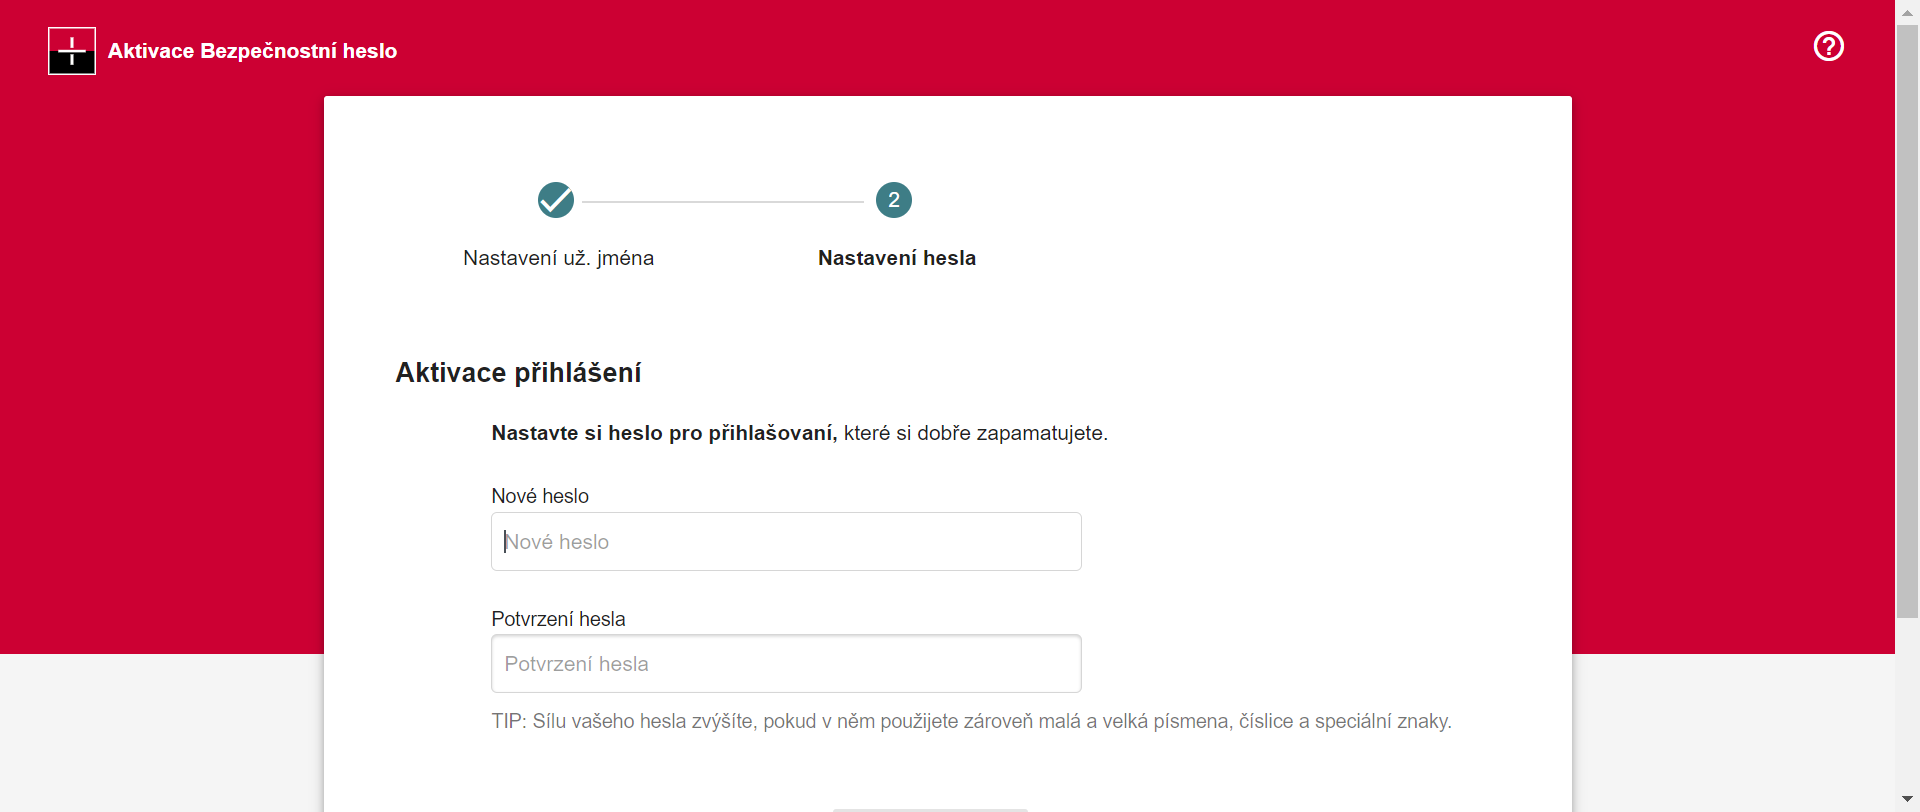 Aktivace Bezpečnostní heslo
2
Nastavení už. jména
Nastavení hesla
Aktivace přihlášení
Nastavte si heslo pro přihlašovaní, které si dobře zapamatujete.
Nové heslo
Nové heslo
Potvrzení hesla
Potvrzení hesla
TIP: Sílu vašeho hesla zvýšíte, pokud v něm použijete zároveň malá a velká písmena, číslice a speciální znaky.